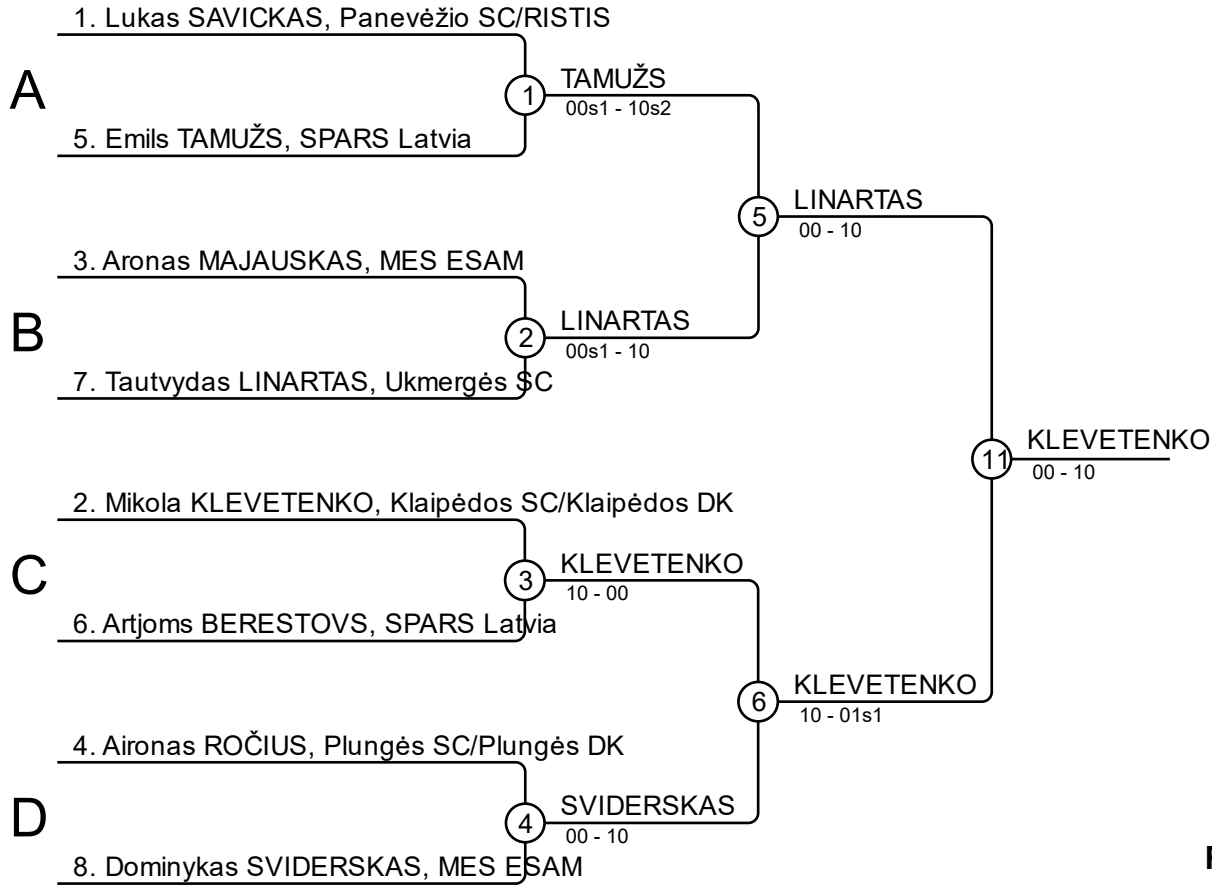 1. Lukas SAVICKAS, Panevėžio SC/RISTIS
A
1
TAMUŽS
00s1 - 10s2
5. Emils TAMUŽS, SPARS Latvia
5
LINARTAS
00 - 10
3. Aronas MAJAUSKAS, MES ESAM
B
2
LINARTAS
00s1 - 10
7. Tautvydas LINARTAS, Ukmergės SC
11
KLEVETENKO
00 - 10
2. Mikola KLEVETENKO, Klaipėdos SC/Klaipėdos DK
C
3
KLEVETENKO
10 - 00
6. Artjoms BERESTOVS, SPARS Latvia
6
KLEVETENKO
10 - 01s1
4. Aironas ROČIUS, Plungės SC/Plungės DK
D
4
SVIDERSKAS
00 - 10
8. Dominykas SVIDERSKAS, MES ESAM